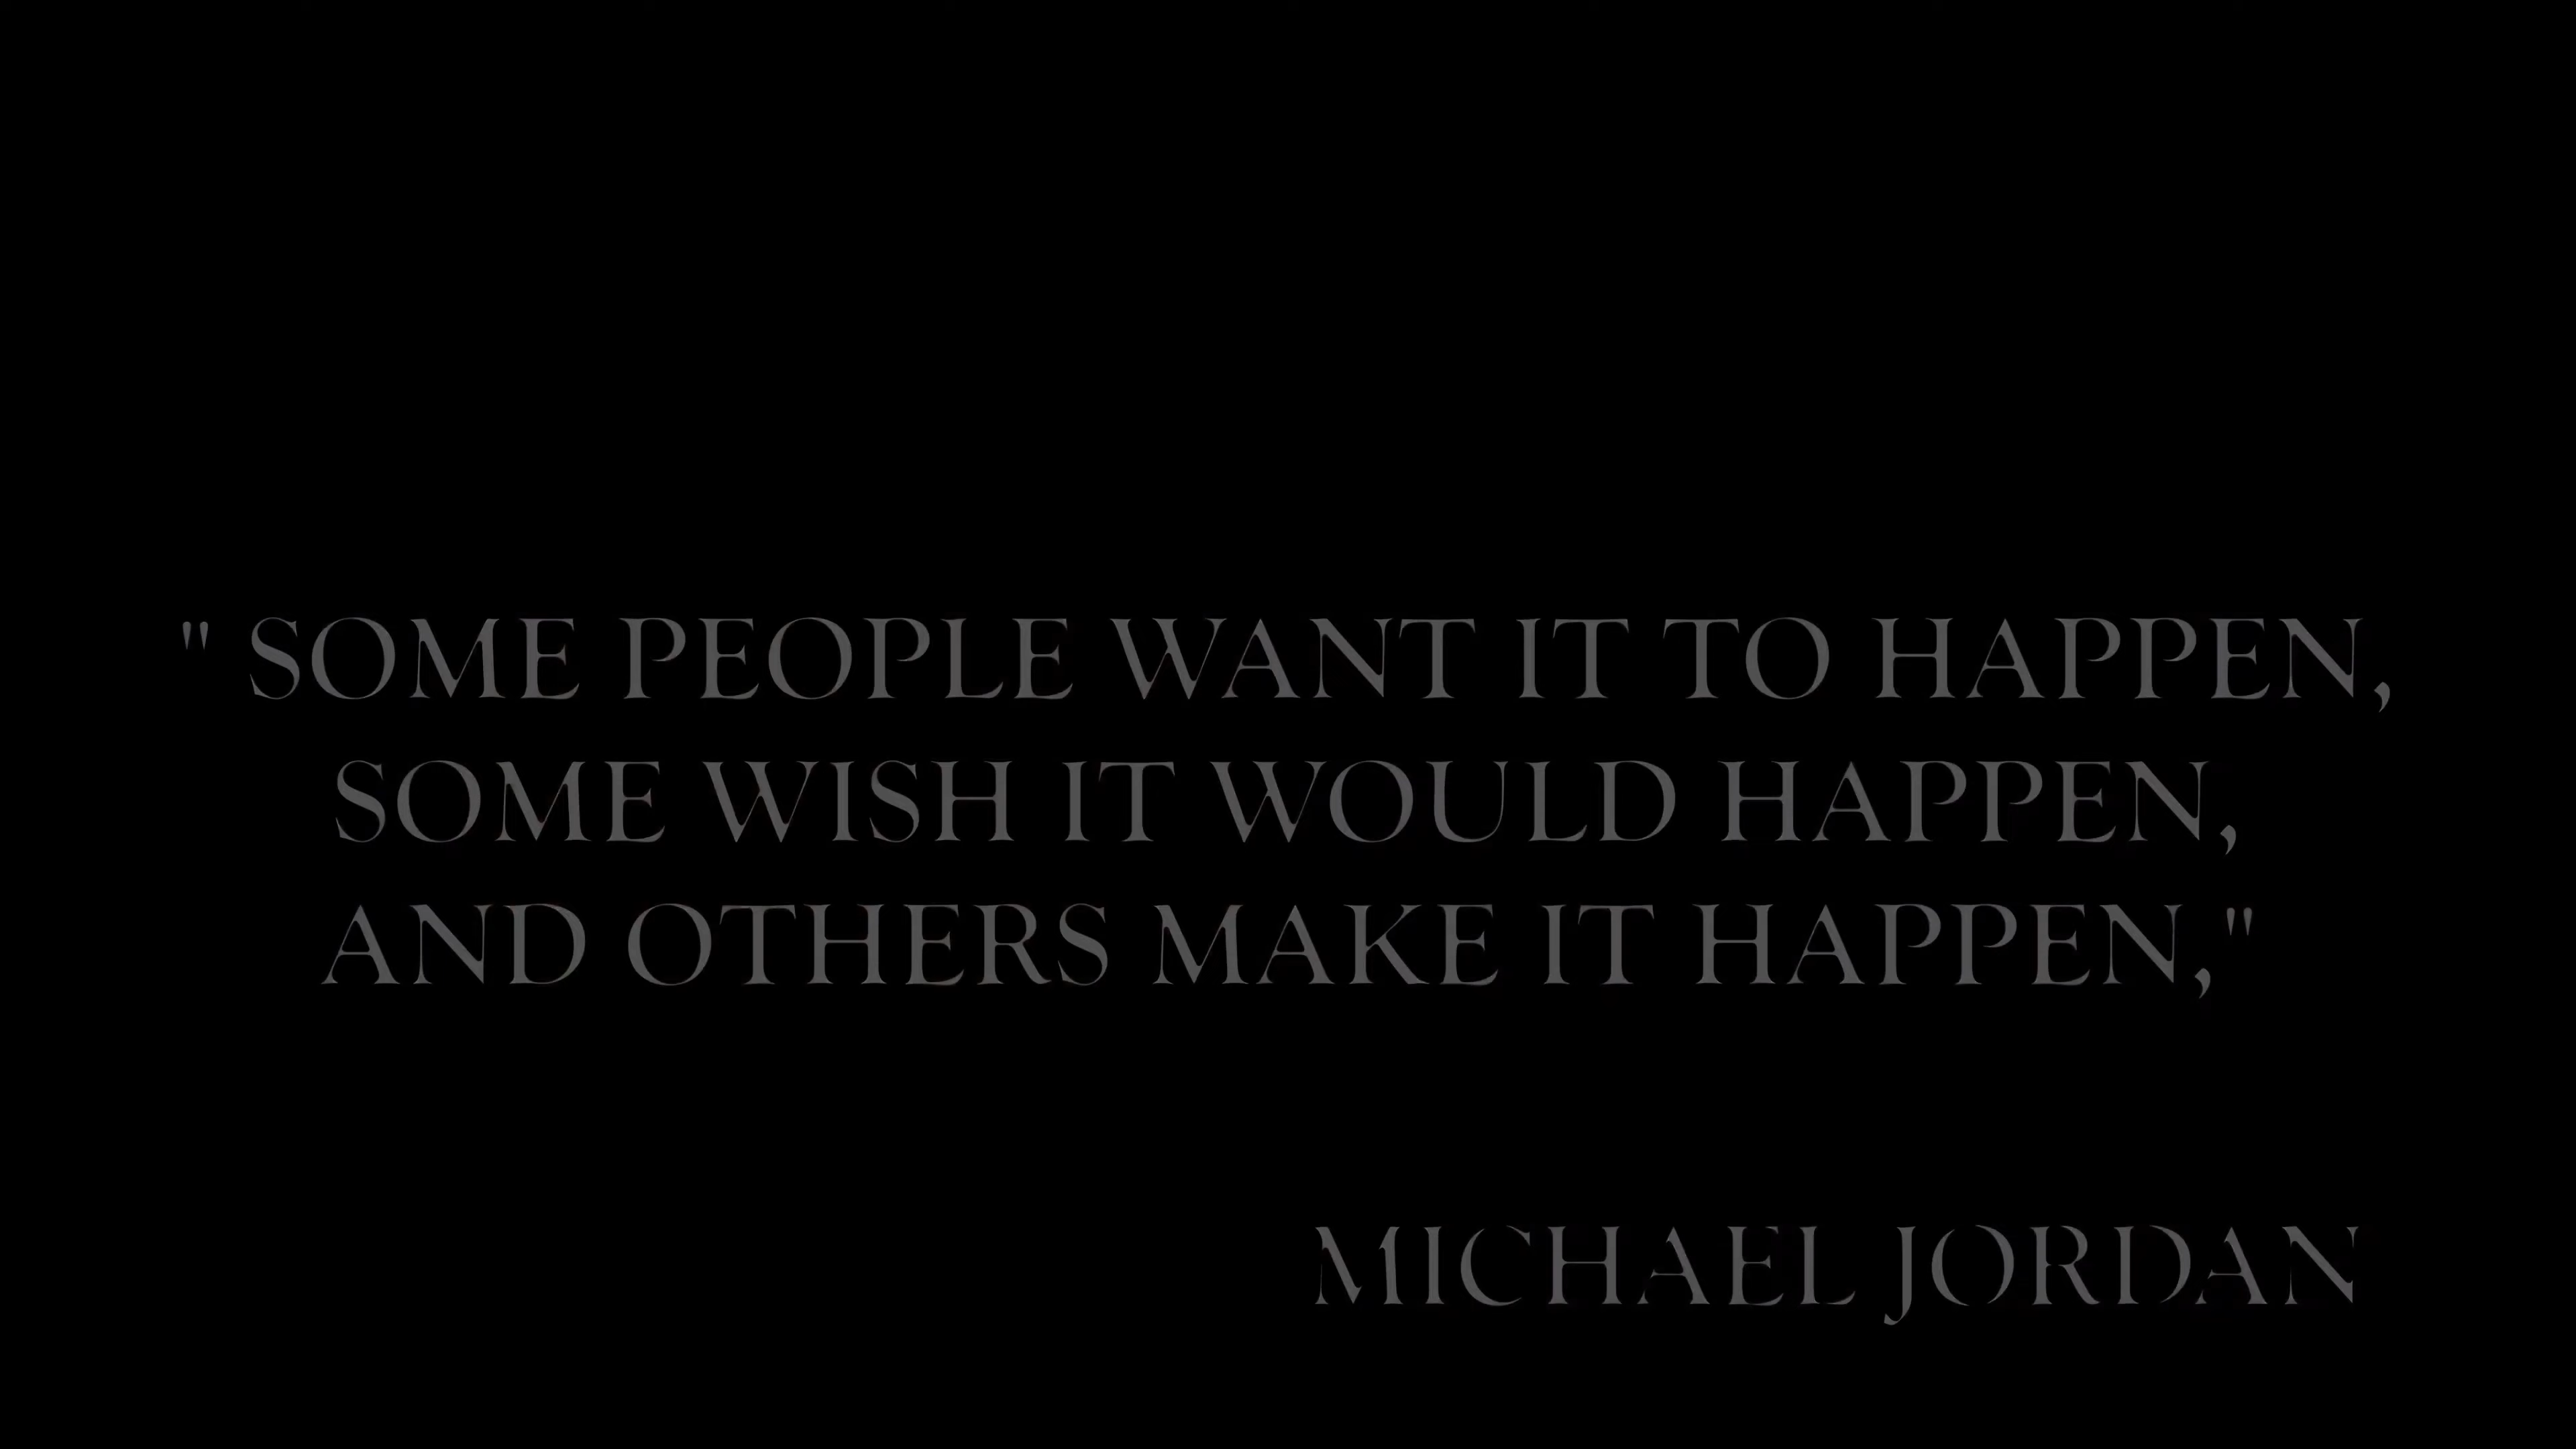 " SOME PEOPLE WANT IT TO HAPPEN,
SOME WISH IT WOULD HAPPEN,
AND OTHERS MAKE IT HAPPEN,"
MICHAEL JORDAN